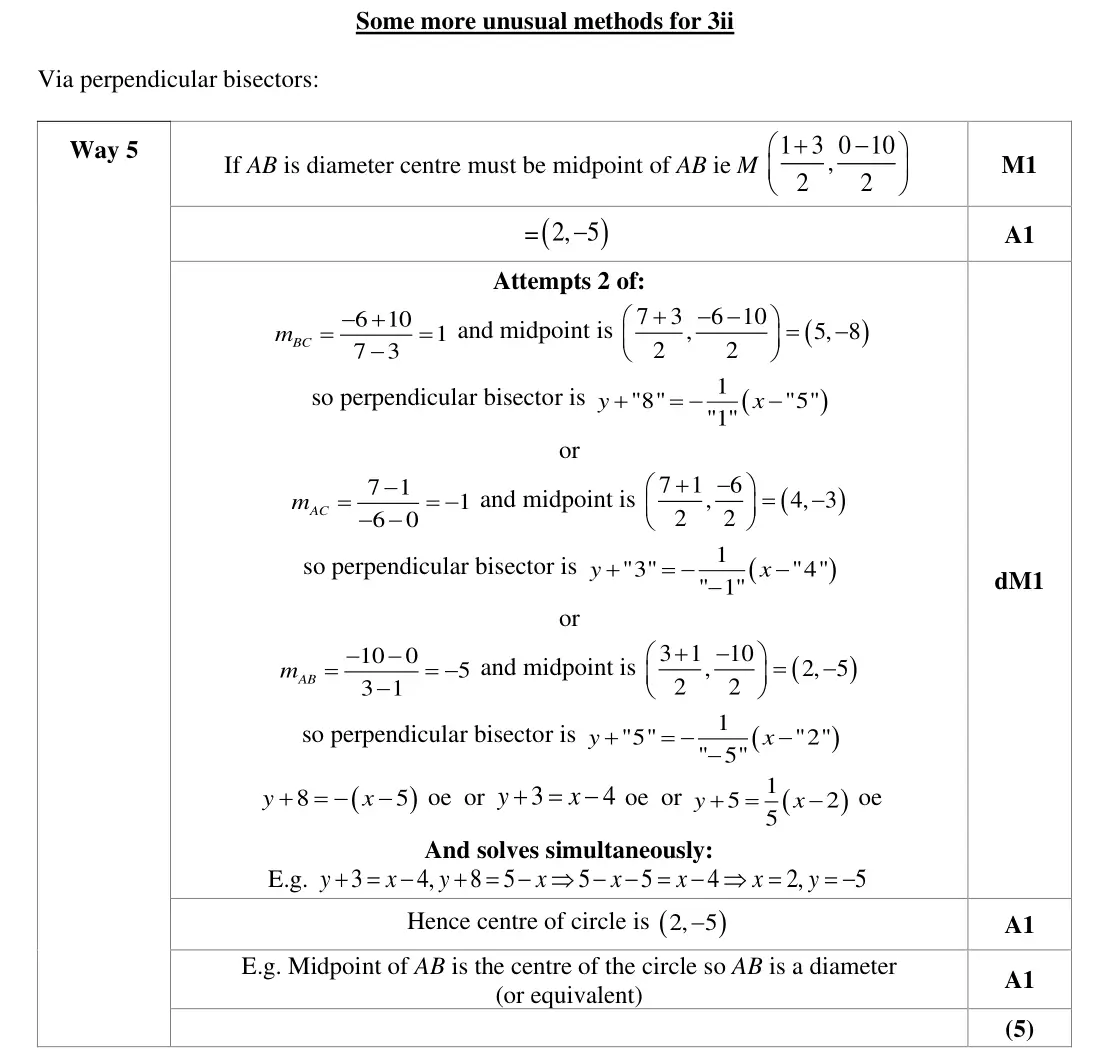 Some more unusual methods for 3ii
Via perpendicular bisectors:
Way 5
If AB is diameter centre must be midpoint of AB ie M ((1+3)/2, (0−10)/2)
M1
=(2,−5)
A1
Attempts 2 of:
m_BC = (−6+10)/(7−3) = 1 and midpoint is ((7+3)/2, (−6−10)/2) = (5,−8)
so perpendicular bisector is y+"8"=−1/"1"(x−"5")
or
m_AC = (7−1)/(−6−0) = −1 and midpoint is ((7+1)/2, −6/2) = (4,−3)
so perpendicular bisector is y+"3"=−1/"−1"(x−"4")
or
m_AB = (−10−0)/(3−1) = −5 and midpoint is ((3+1)/2, −10/2) = (2,−5)
so perpendicular bisector is y+"5"=−1/"−5"(x−"2")
y+8=−(x−5) oe or y+3=x−4 oe or y+5=1/5(x−2) oe
And solves simultaneously:
E.g. y+3=x−4, y+8=5−x⇒5−x−5=x−4⇒x=2, y=−5
dM1
Hence centre of circle is (2,−5)
A1
E.g. Midpoint of AB is the centre of the circle so AB is a diameter
(or equivalent)
A1
(5)